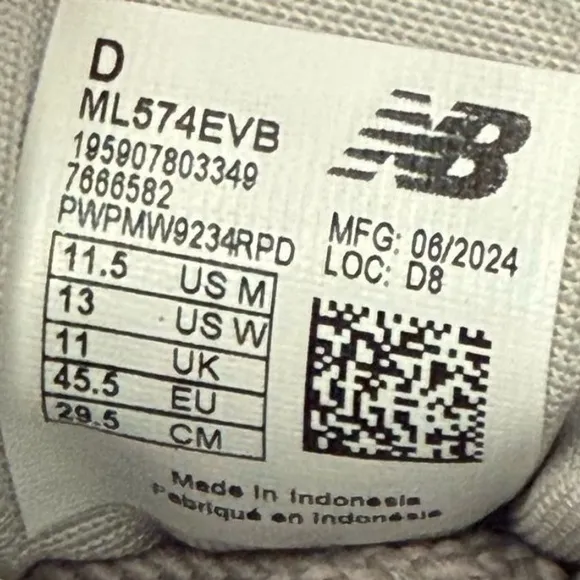 D
ML574EVB
195907803349
7666582
PWPMW9234RPD
11.5 US M
13 US W
11 UK
45.5 EU
29.5 CM
NB
MFG: 06/2024
LOC: D8
Made in Indonesia
Fabriqué en Indonésie